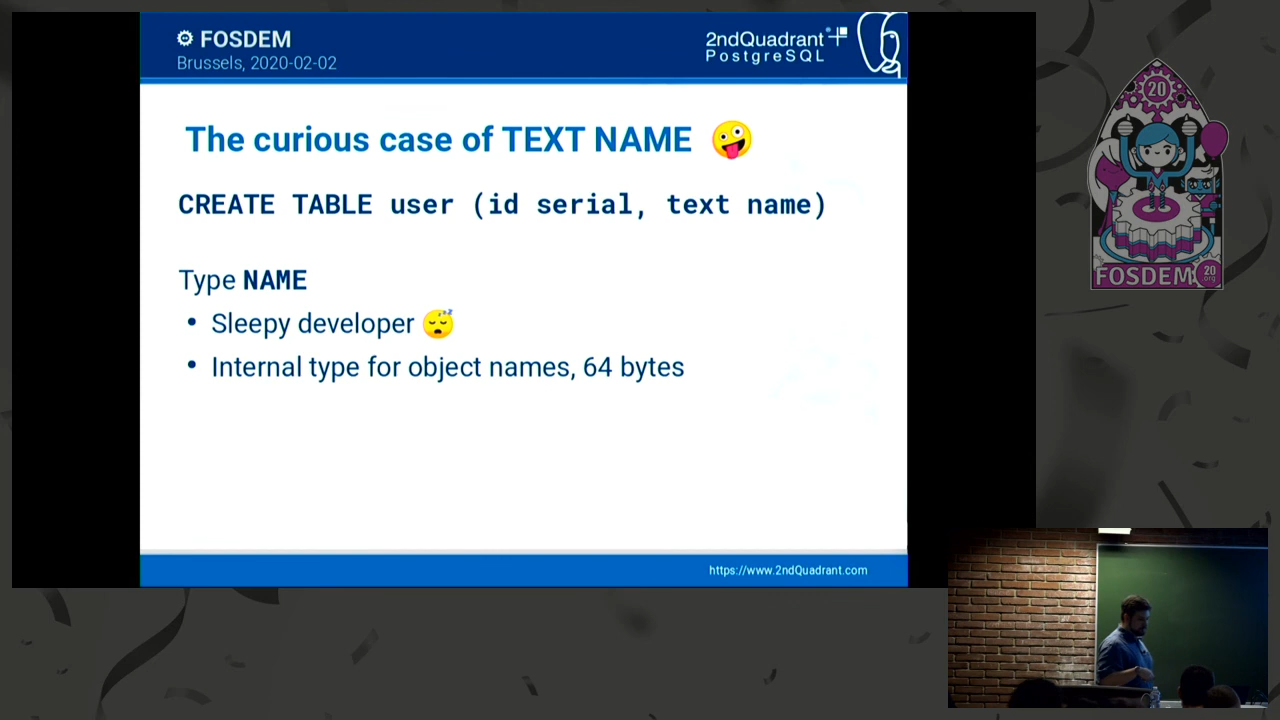 FOSDEM
Brussels, 2020-02-02
2ndQuadrant
PostgreSQL
The curious case of TEXT NAME
CREATE TABLE user (id serial, text name)
Type NAME
• Sleepy developer
• Internal type for object names, 64 bytes
https://www.2ndQuadrant.com
20
FOSDEM
20
.org